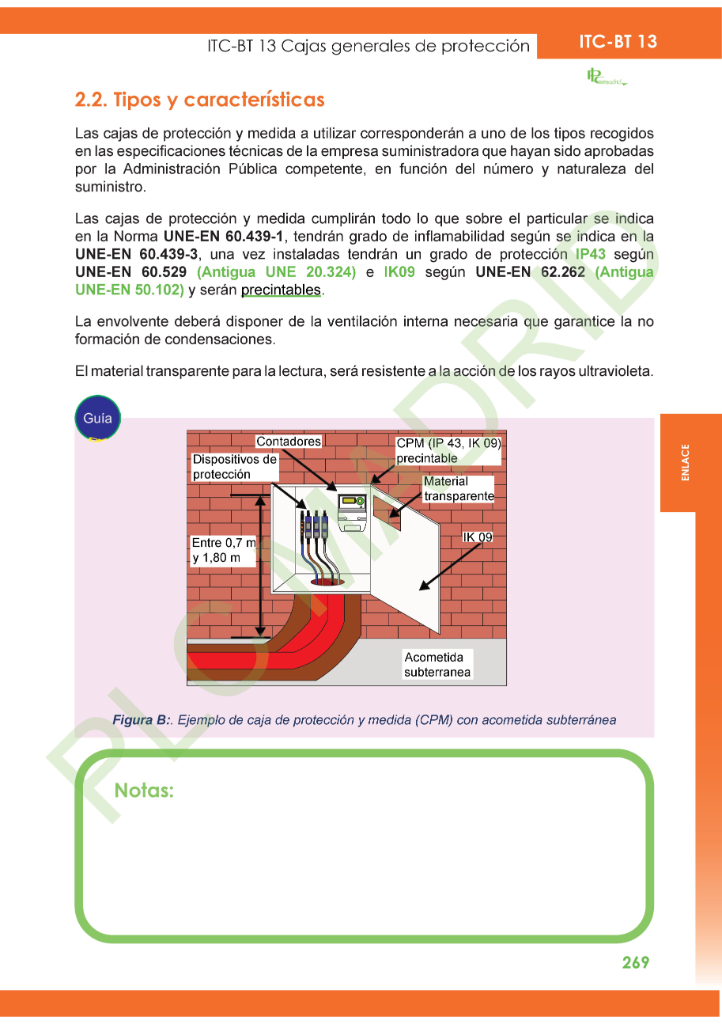 ITC-BT 13 Cajas generales de protección
ITC-BT 13
2.2. Tipos y características
Las cajas de protección y medida a utilizar corresponderán a uno de los tipos recogidos
en las especificaciones técnicas de la empresa suministradora que hayan sido aprobadas
por la Administración Pública competente, en función del número y naturaleza del
suministro.
Las cajas de protección y medida cumplirán todo lo que sobre el particular se indica
en la Norma UNE-EN 60.439-1, tendrán grado de inflamabilidad según se indica en la
UNE-EN 60.439-3, una vez instaladas tendrán un grado de protección IP43 según
UNE-EN 60.529 (Antigua UNE 20.324) e IK09 según UNE-EN 62.262 (Antigua
UNE-EN 50.102) y serán precintables.
La envolvente deberá disponer de la ventilación interna necesaria que garantice la no
formación de condensaciones.
El material transparente para la lectura, será resistente a la acción de los rayos ultravioleta.
Guía
Contadores
CPM (IP 43, IK 09)
precintable
Dispositivos de
protección
Material
transparente
IK 09
Entre 0,7 m
y 1,80 m
Acometida
subterranea
Figura B:. Ejemplo de caja de protección y medida (CPM) con acometida subterránea
ENLACE
Notas:
PLC MADRID
269